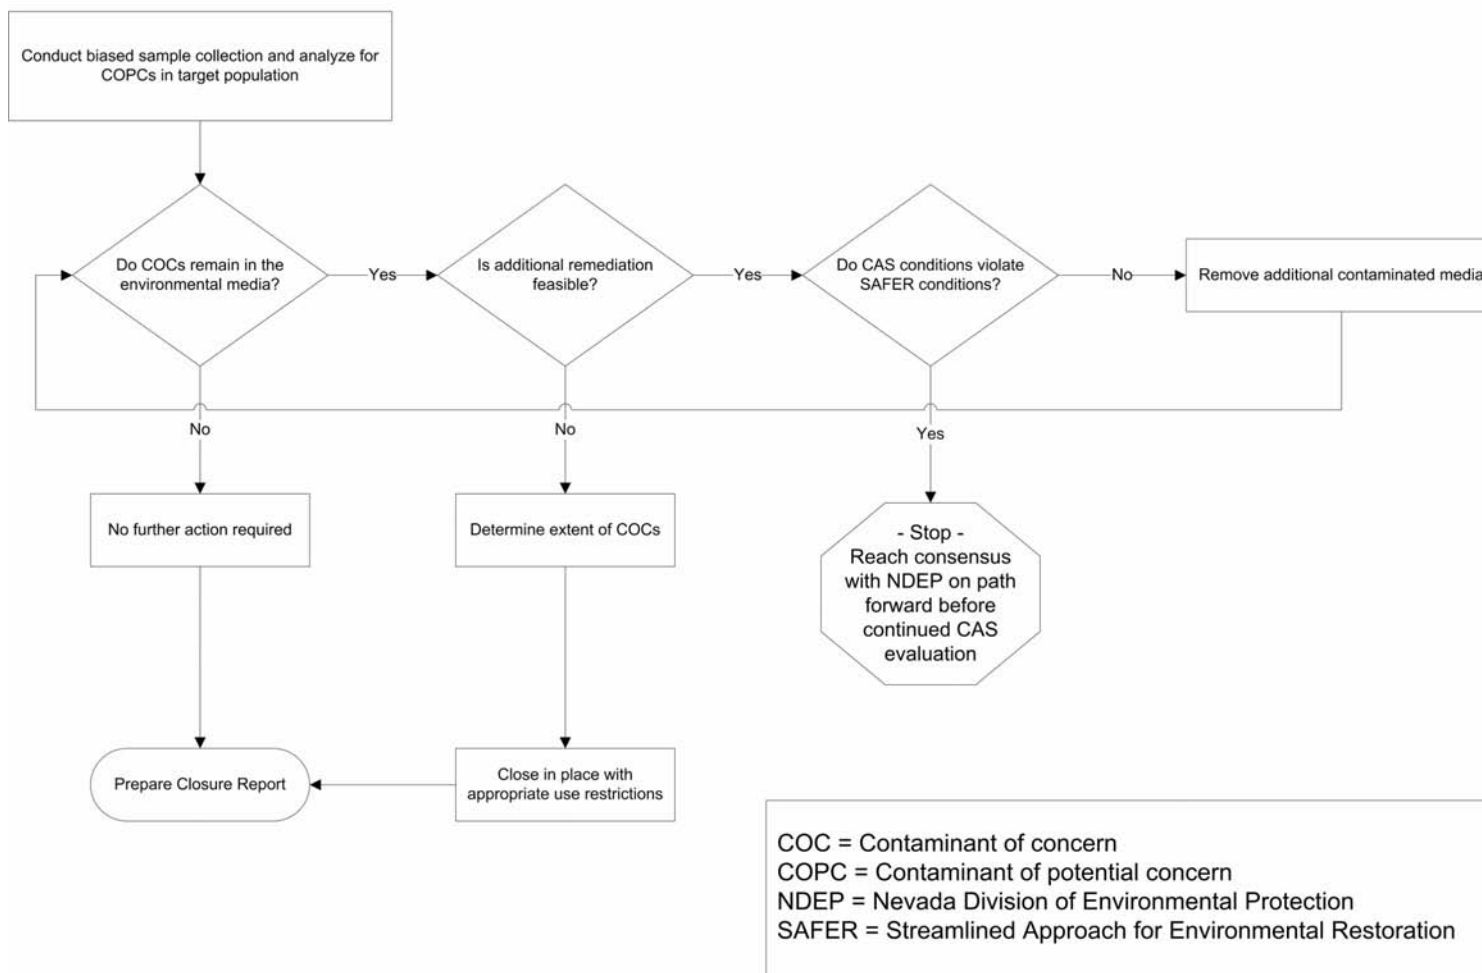 Conduct biased sample collection and analyze for
COPCs in target population
Do COCs remain in the
environmental media?
Yes
Is additional remediation
feasible?
Yes
Do CAS conditions violate
SAFER conditions?
No
Remove additional contaminated media
No
No
Yes
No further action required
Determine extent of COCs
- Stop -
Reach consensus
with NDEP on path
forward before
continued CAS
evaluation
Prepare Closure Report
Close in place with
appropriate use restrictions
COC = Contaminant of concern
COPC = Contaminant of potential concern
NDEP = Nevada Division of Environmental Protection
SAFER = Streamlined Approach for Environmental Restoration